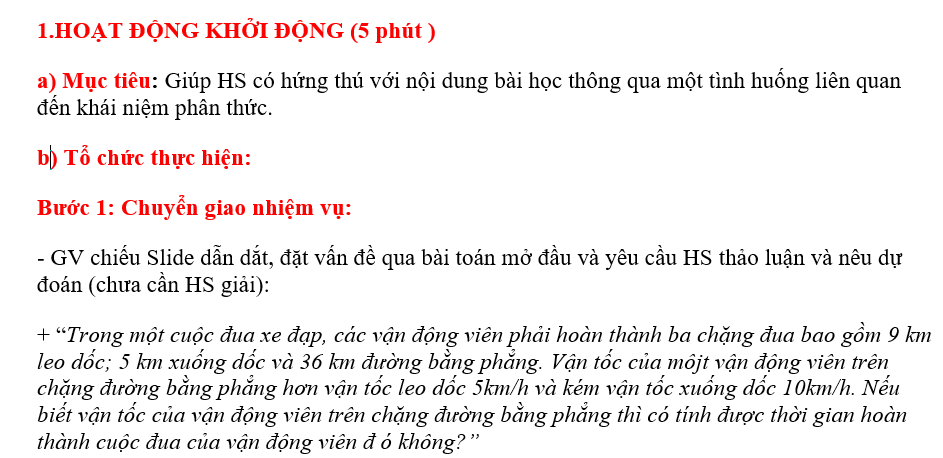 1.HOẠT ĐỘNG KHỞI ĐỘNG (5 phút )
a) Mục tiêu: Giúp HS có hứng thú với nội dung bài học thông qua một tình huống liên quan
đến khái niệm phân thức.
b) Tổ chức thực hiện:
Bước 1: Chuyển giao nhiệm vụ:
- GV chiếu Slide dẫn dắt, đặt vấn đề qua bài toán mở đầu và yêu cầu HS thảo luận và nêu dự
đoán (chưa cần HS giải):
+ “Trong một cuộc đua xe đạp, các vận động viên phải hoàn thành ba chặng đua bao gồm 9 km
leo dốc; 5 km xuống dốc và 36 km đường bằng phẳng. Vận tốc của môjt vận động viên trên
chặng đường bằng phẳng hơn vận tốc leo dốc 5km/h và kém vận tốc xuống dốc 10km/h. Nếu
biết vận tốc của vận động viên trên chặng đường bằng phẳng thì có tính được thời gian hoàn
thành cuộc đua của vận động viên đ ó không?”